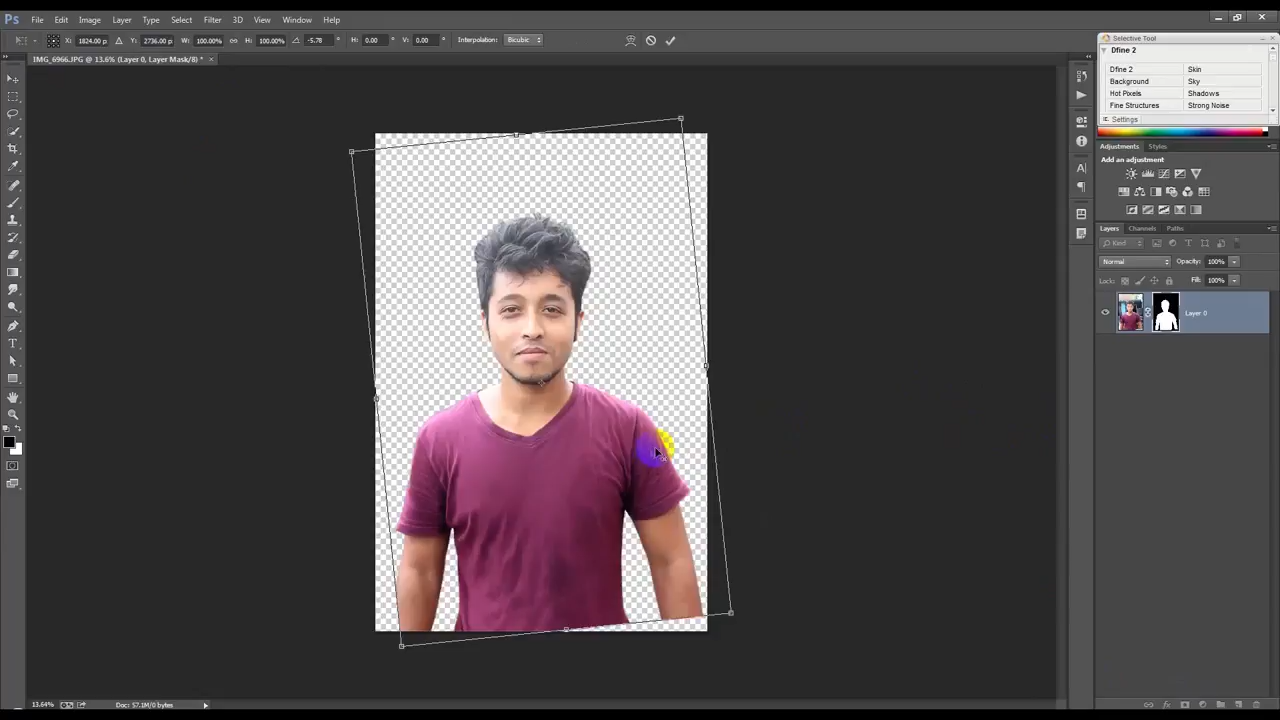 Ps File Edit Image Layer Type Select Filter 3D View Window Help
X: 1824.00 p Y: 2736.00 p W: 100.00% H: 100.00% -5.78 ° H: 0.00 ° V: 0.00 ° Interpolation: Bicubic
Selective Tool
Dfine 2
IMG_6966.JPG @ 13.6% (Layer 0, Layer Mask/8) * ×
Dfine 2 Skin
Background Sky
Hot Pixels Shadows
Fine Structures Strong Noise
Settings
Adjustments Styles
Add an adjustment
Layers Channels Paths
Kind
Normal Opacity: 100%
Lock: Fill: 100%
Layer 0
13.64% Doc: 57.1M/0 bytes